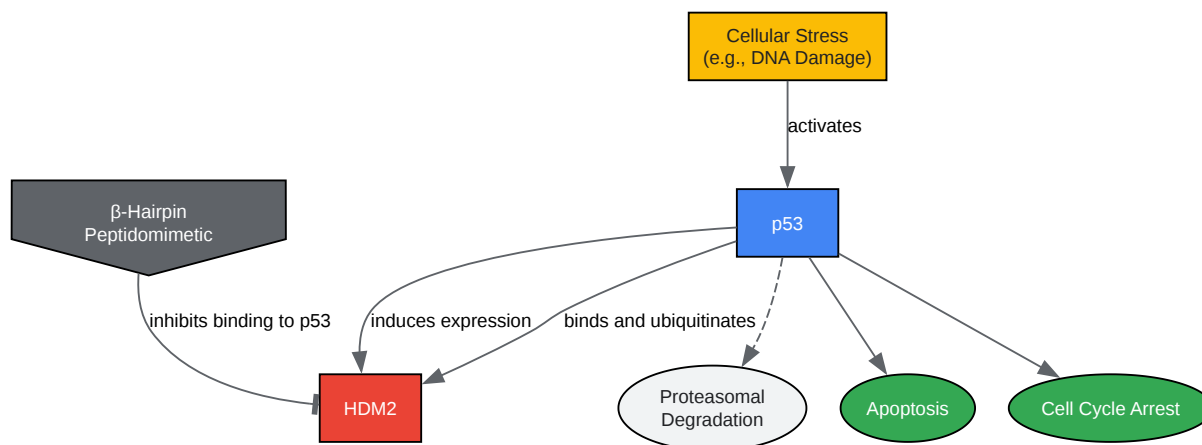 Cellular Stress
(e.g., DNA Damage)
activates
β-Hairpin
Peptidomimetic
p53
inhibits binding to p53
induces expression
binds and ubiquitinates
HDM2
Proteasomal
Degradation
Apoptosis
Cell Cycle Arrest